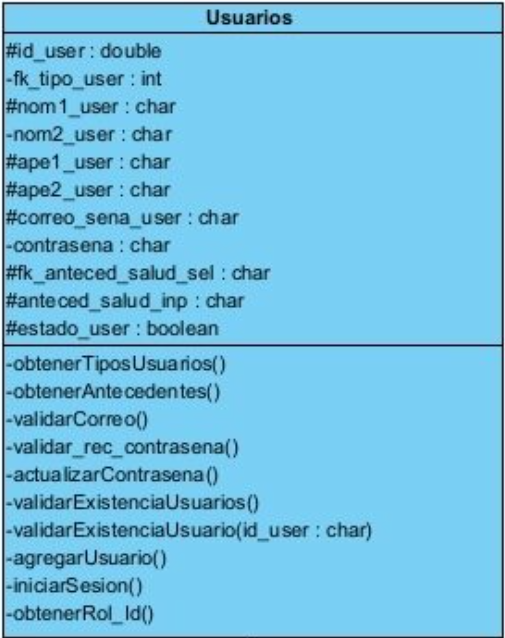 Usuarios
#id_user : double
-fk_tipo_user : int
#nom1_user : char
-nom2_user : char
#ape1_user : char
#ape2_user : char
#correo_sena_user : char
-contrasena : char
#fk_anteced_salud_sel : char
#anteced_salud_inp : char
#estado_user : boolean
-obtenerTiposUsuarios()
-obtenerAntecedentes()
-validarCorreo()
-validar_rec_contrasena()
-actualizarContrasena()
-validarExistenciaUsuarios()
-validarExistenciaUsuario(id_user : char)
-agregarUsuario()
-iniciarSesion()
-obtenerRol_Id()